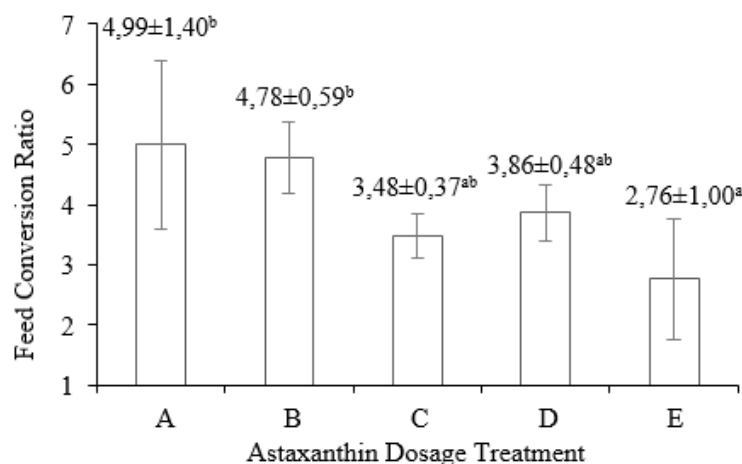 Feed Conversion Ratio
7
6
5
4
3
2
1
4,99±1,40ᵇ
4,78±0,59ᵇ
3,48±0,37ᵃᵇ
3,86±0,48ᵃᵇ
2,76±1,00ᵃ
A B C D E
Astaxanthin Dosage Treatment